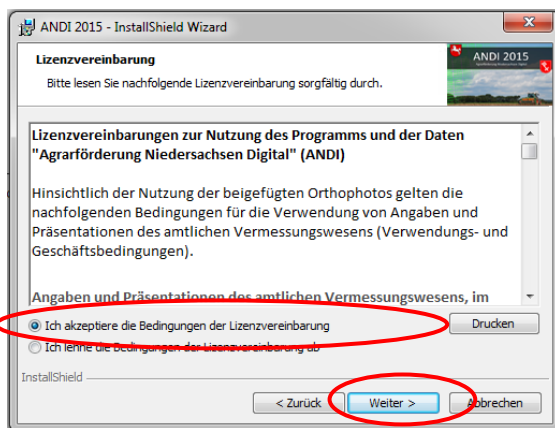 ANDI 2015 - InstallShield Wizard
Lizenzvereinbarung
Bitte lesen Sie nachfolgende Lizenzvereinbarung sorgfältig durch.
ANDI 2015
Lizenzvereinbarungen zur Nutzung des Programms und der Daten
"Agrarförderung Niedersachsen Digital" (ANDI)
Hinsichtlich der Nutzung der beigefügten Orthophotos gelten die
nachfolgenden Bedingungen für die Verwendung von Angaben und
Präsentationen des amtlichen Vermessungswesens (Verwendungs- und
Geschäftsbedingungen).
Angaben und Präsentationen des amtlichen Vermessungswesens, im
Ich akzeptiere die Bedingungen der Lizenzvereinbarung
Drucken
Ich lehne die Bedingungen der Lizenzvereinbarung ab
InstallShield
< Zurück
Weiter >
Abbrechen